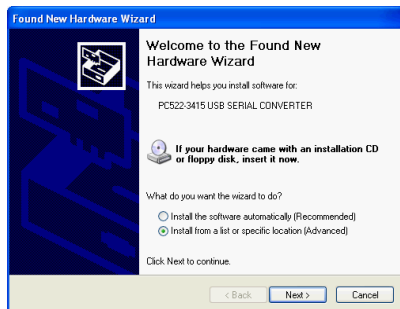 Found New Hardware Wizard
Welcome to the Found New
Hardware Wizard
This wizard helps you install software for:
PC522-3415 USB SERIAL CONVERTER
If your hardware came with an installation CD
or floppy disk, insert it now.
What do you want the wizard to do?
Install the software automatically (Recommended)
Install from a list or specific location (Advanced)
Click Next to continue.
< Back
Next >
Cancel